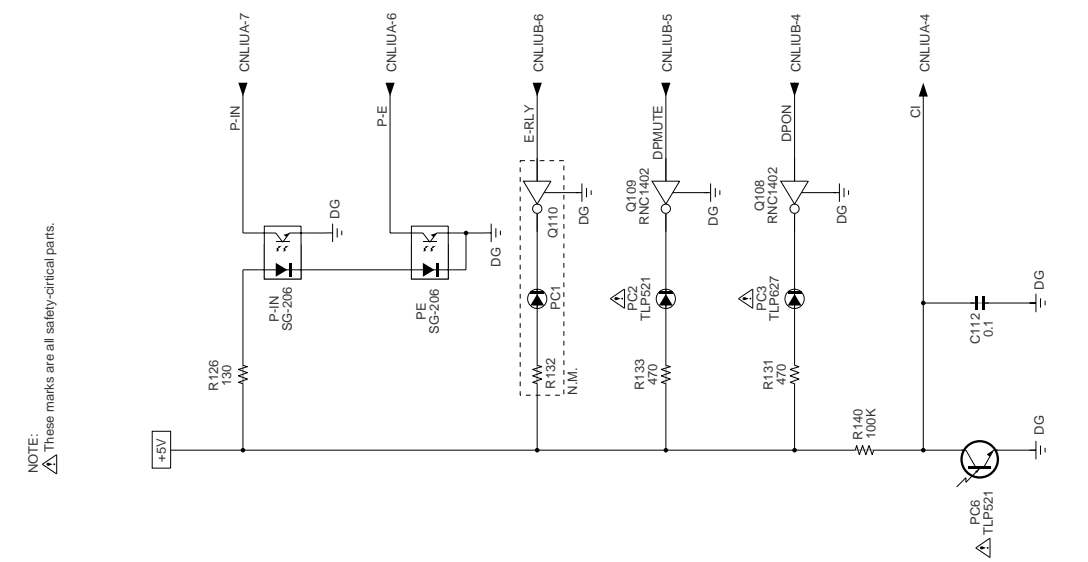 NOTE:
These marks are all safety-cirtical parts.
+5V
CNLIUA-7
P-IN
DG
P-IN
SG-206
R126
130
CNLIUA-6
P-E
DG
PE
SG-206
CNLIUB-6
E-RLY
DG
Q110
PC1
R132
N.M.
CNLIUB-5
DPMUTE
Q109
RNC1402
DG
PC2
TLP521
R133
470
CNLIUB-4
DPON
Q108
RNC1402
DG
PC3
TLP627
R131
470
R140
100K
CNLIUA-4
CI
C112
0.1
DG
DG
PC6
TLP521